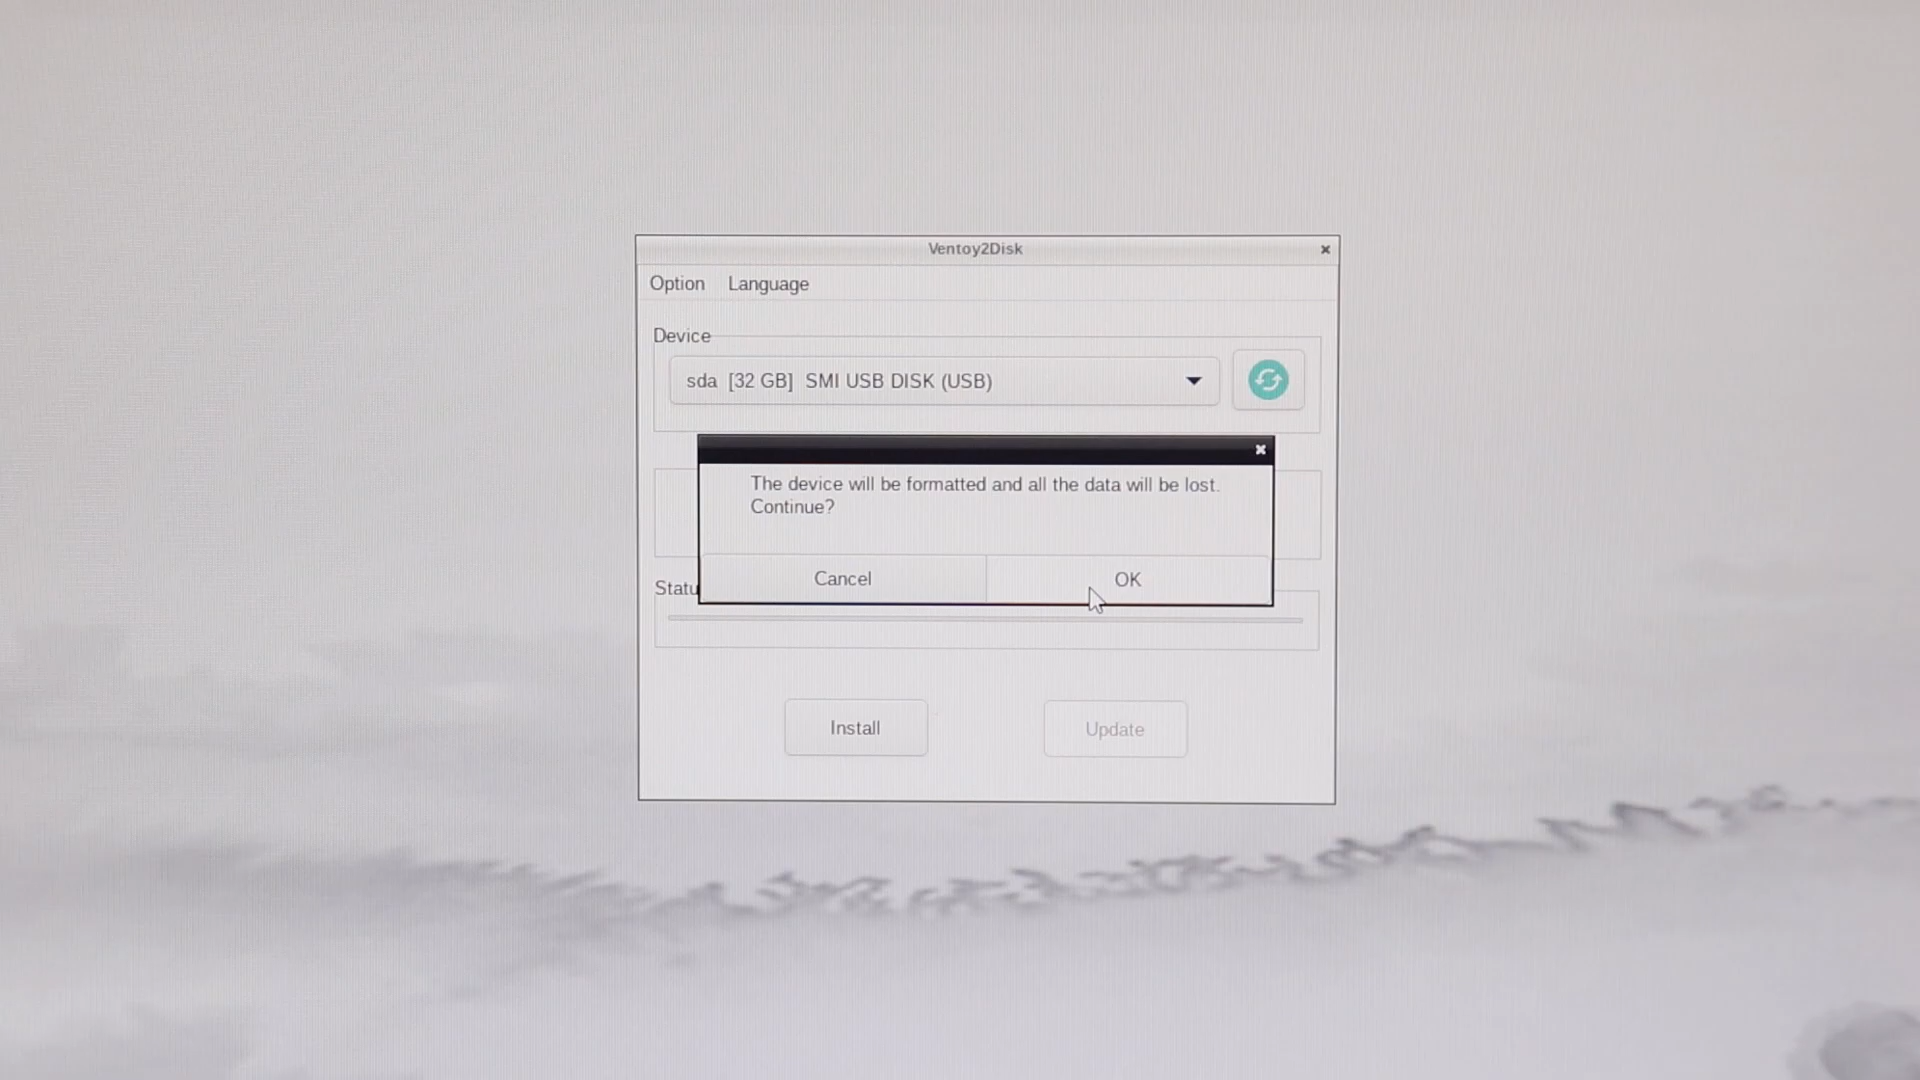 Ventoy2Disk
Option Language
Device
sda [32 GB] SMI USB DISK (USB)
The device will be formatted and all the data will be lost.
Continue?
Cancel OK
Statu
Install Update